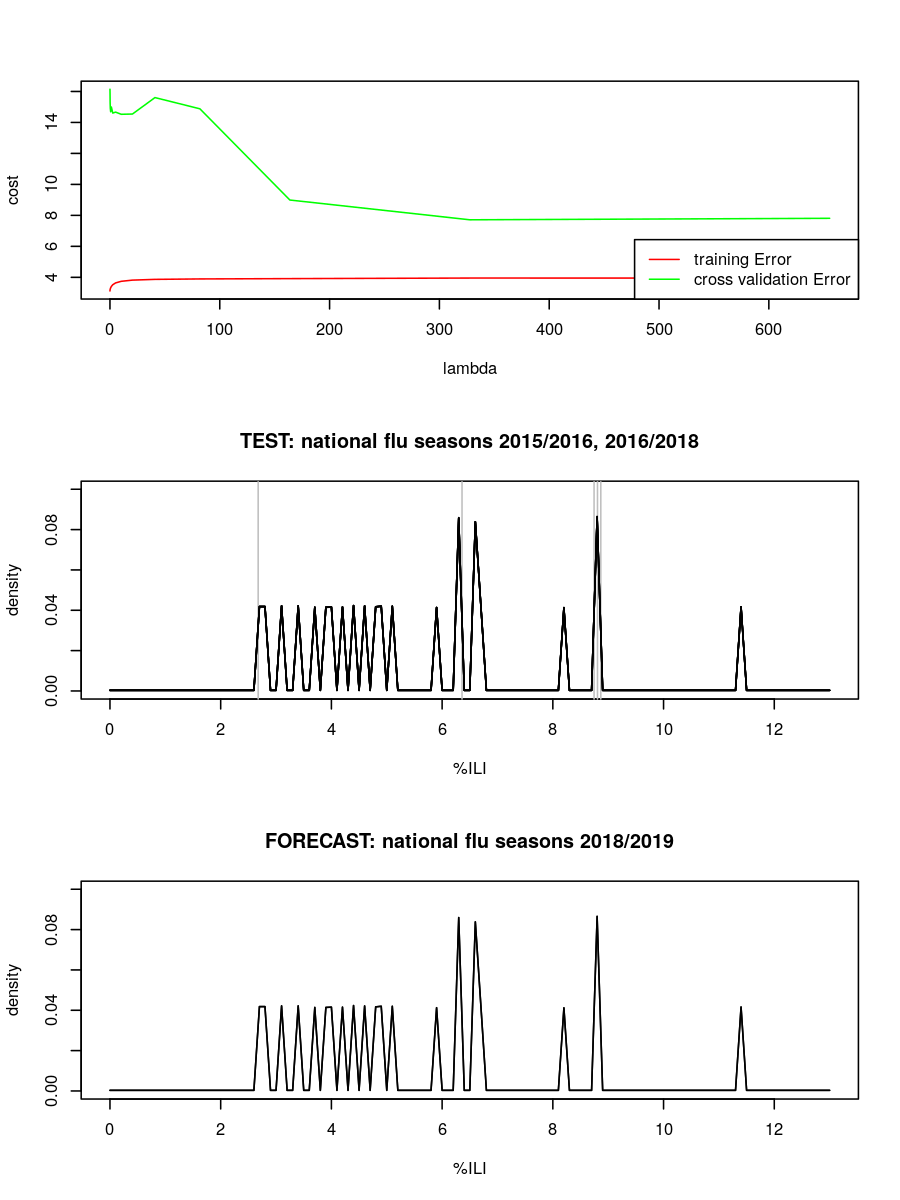 cost
14
10
8
6
4
training Error
cross validation Error
0 100 200 300 400 500 600
lambda
TEST: national flu seasons 2015/2016, 2016/2018
density
0.08
0.04
0.00
0 2 4 6 8 10 12
%ILI
FORECAST: national flu seasons 2018/2019
density
0.08
0.04
0.00
0 2 4 6 8 10 12
%ILI